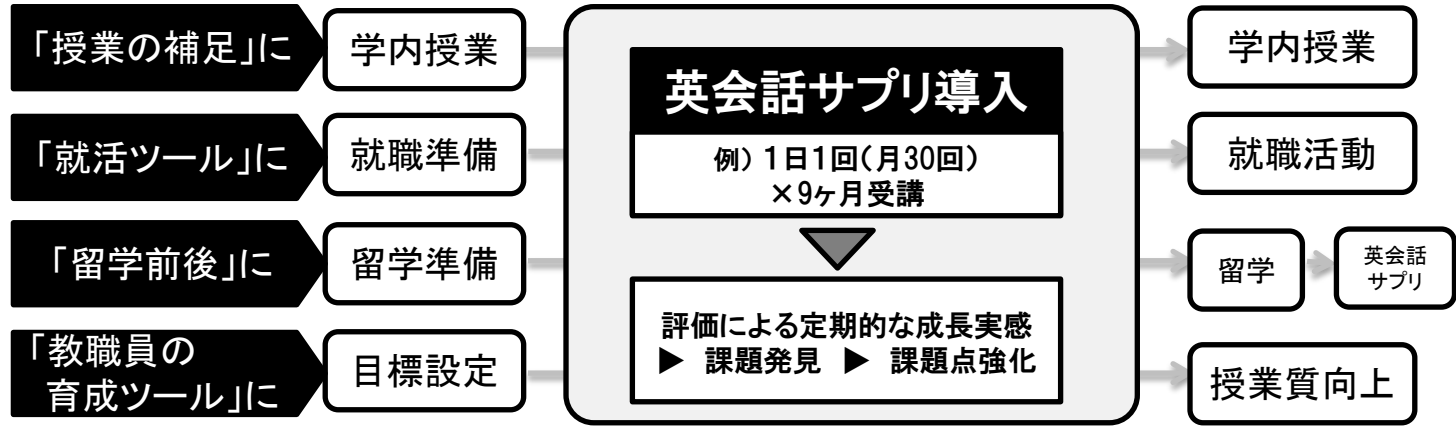 「授業の補足」に
学内授業
「就活ツール」に
就職準備
「留学前後」に
留学準備
「教職員の
育成ツール」に
目標設定
英会話サプリ導入
例) 1日1回(月30回)
×9ヶ月受講
評価による定期的な成長実感
▶ 課題発見 ▶ 課題点強化
学内授業
就職活動
留学
英会話
サプリ
授業質向上